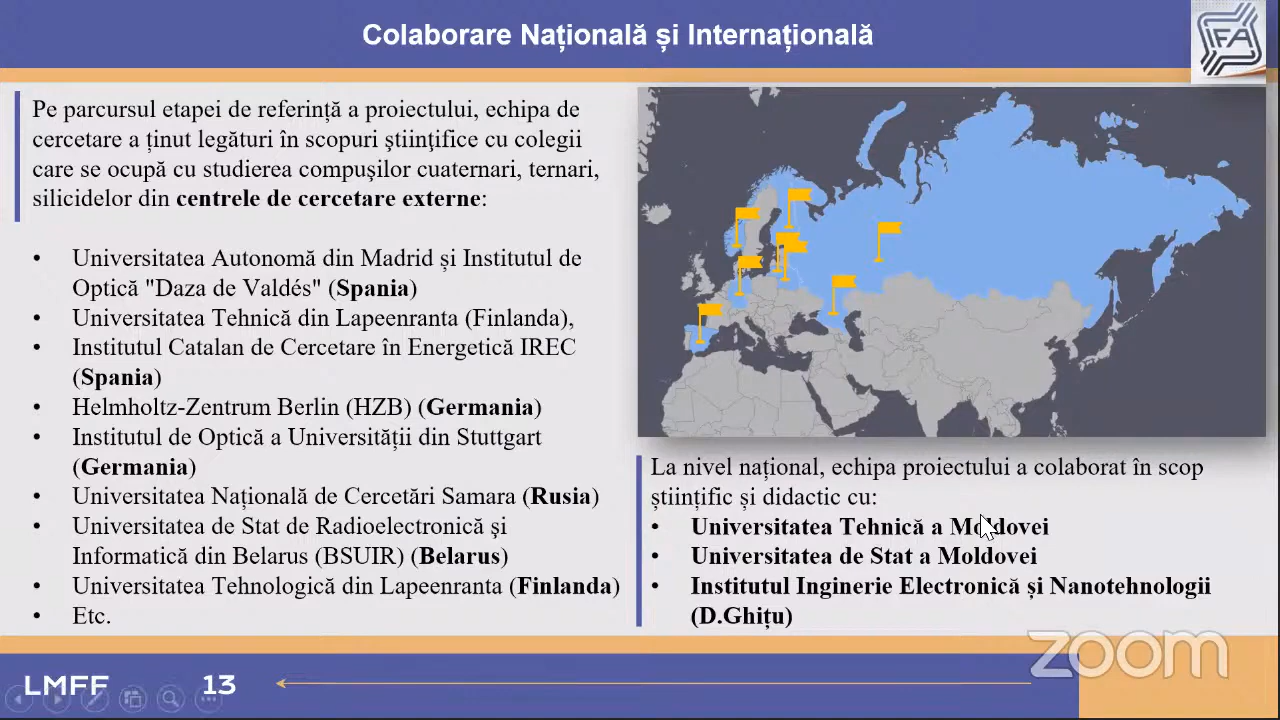 Colaborare Națională și Internațională
IFA
Pe parcursul etapei de referință a proiectului, echipa de
cercetare a ținut legături în scopuri ştiinţifice cu colegii
care se ocupă cu studierea compuşilor cuaternari, ternari,
silicidelor din centrele de cercetare externe:
• Universitatea Autonomă din Madrid și Institutul de
Optică "Daza de Valdés" (Spania)
• Universitatea Tehnică din Lapeenranta (Finlanda),
• Institutul Catalan de Cercetare în Energetică IREC
(Spania)
• Helmholtz-Zentrum Berlin (HZB) (Germania)
• Institutul de Optică a Universității din Stuttgart
(Germania)
• Universitatea Națională de Cercetări Samara (Rusia)
• Universitatea de Stat de Radioelectronică şi
Informatică din Belarus (BSUIR) (Belarus)
• Universitatea Tehnologică din Lapeenranta (Finlanda)
• Etc.
La nivel național, echipa proiectului a colaborat în scop
științific și didactic cu:
• Universitatea Tehnică a Moldovei
• Universitatea de Stat a Moldovei
• Institutul Inginerie Electronică și Nanotehnologii
(D.Ghițu)
zoom
LMFF
13